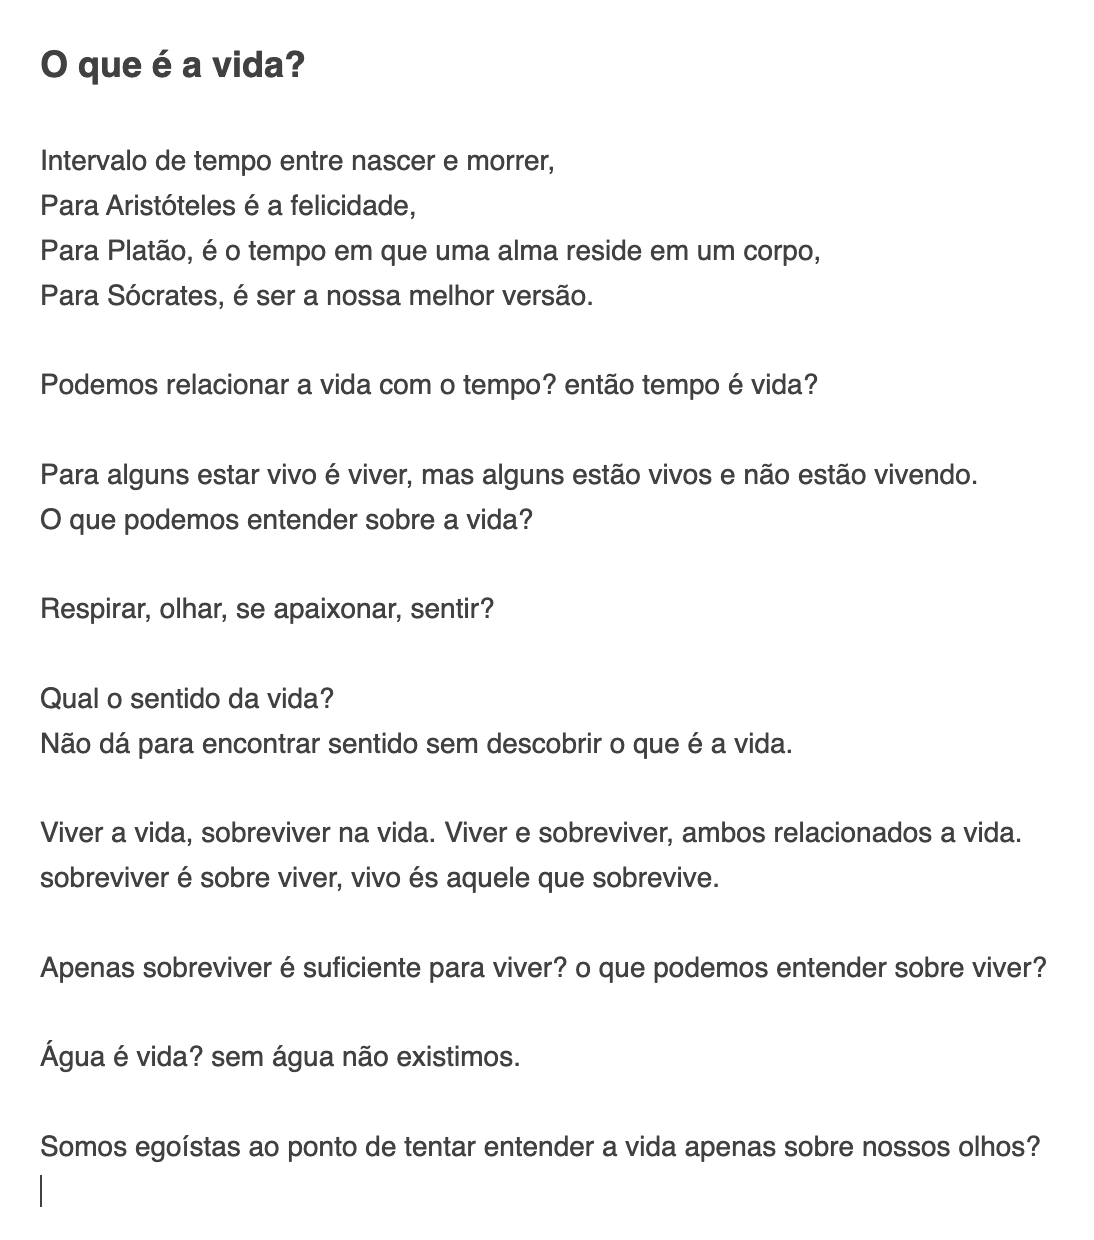 O que é a vida?
Intervalo de tempo entre nascer e morrer,
Para Aristóteles é a felicidade,
Para Platão, é o tempo em que uma alma reside em um corpo,
Para Sócrates, é ser a nossa melhor versão.
Podemos relacionar a vida com o tempo? então tempo é vida?
Para alguns estar vivo é viver, mas alguns estão vivos e não estão vivendo.
O que podemos entender sobre a vida?
Respirar, olhar, se apaixonar, sentir?
Qual o sentido da vida?
Não dá para encontrar sentido sem descobrir o que é a vida.
Viver a vida, sobreviver na vida. Viver e sobreviver, ambos relacionados a vida.
sobreviver é sobre viver, vivo és aquele que sobrevive.
Apenas sobreviver é suficiente para viver? o que podemos entender sobre viver?
Água é vida? sem água não existimos.
Somos egoístas ao ponto de tentar entender a vida apenas sobre nossos olhos?